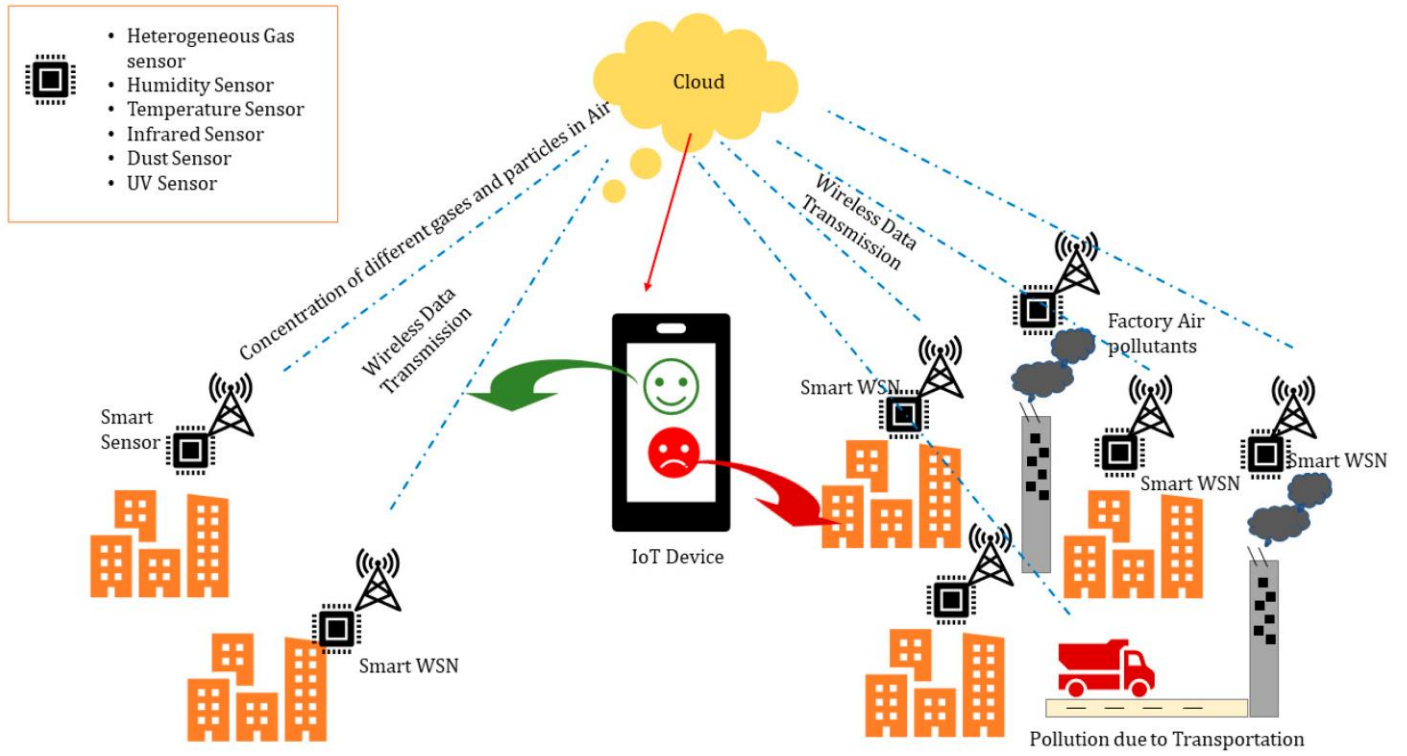 • Heterogeneous Gas
sensor
• Humidity Sensor
• Temperature Sensor
• Infrared Sensor
• Dust Sensor
• UV Sensor
Cloud
Concentration of different gases and particles in Air
Wireless Data
Transmission
Wireless Data
Transmission
Smart
Sensor
Smart WSN
IoT Device
Smart WSN
Factory Air
pollutants
Smart WSN
Smart WSN
Pollution due to Transportation